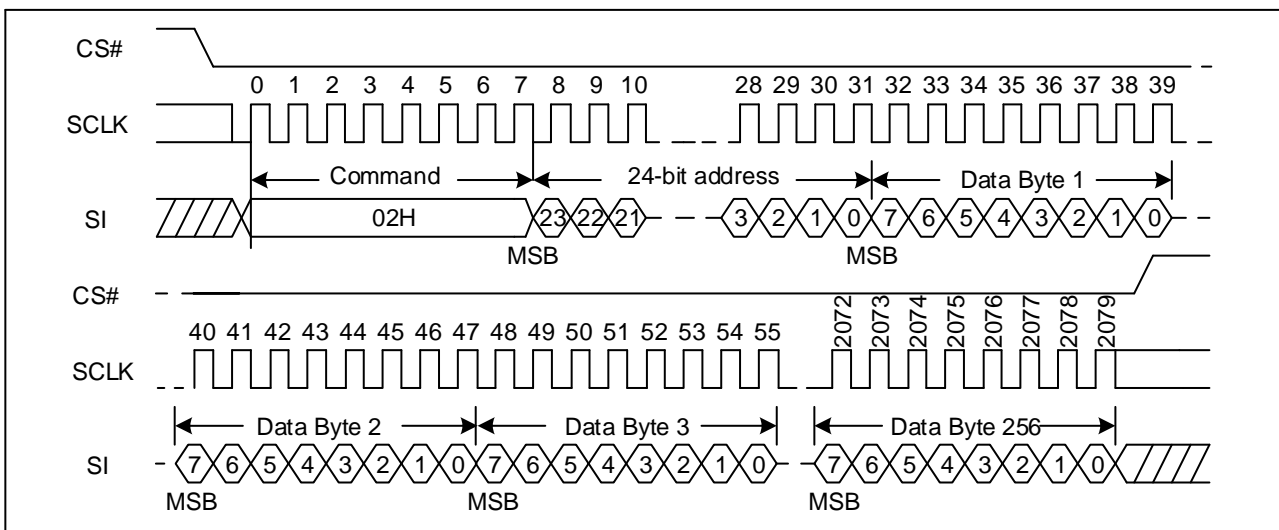 CS#
0 1 2 3 4 5 6 7 8 9 10 28 29 30 31 32 33 34 35 36 37 38 39
SCLK
Command 24-bit address Data Byte 1
SI 02H 23 22 21 3 2 1 0 7 6 5 4 3 2 1 0
MSB MSB
CS#
40 41 42 43 44 45 46 47 48 49 50 51 52 53 54 55 2072 2073 2074 2075 2076 2077 2078 2079
SCLK
Data Byte 2 Data Byte 3 Data Byte 256
SI 7 6 5 4 3 2 1 0 7 6 5 4 3 2 1 0 7 6 5 4 3 2 1 0
MSB MSB MSB